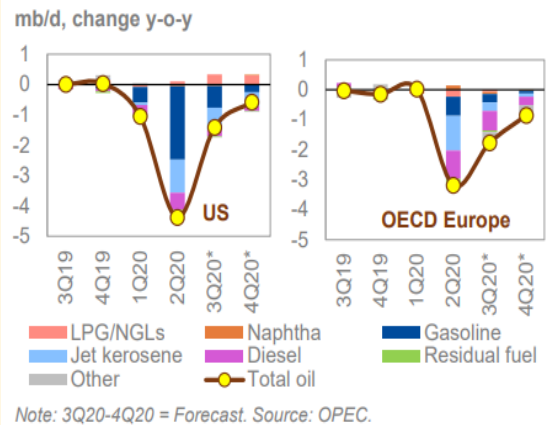 mb/d, change y-o-y
1
0
-1
-2
-3
-4
-5
US
3Q19
4Q19
1Q20
2Q20
3Q20*
4Q20*
1
0
-1
-2
-3
-4
-5
OECD Europe
3Q19
4Q19
1Q20
2Q20
3Q20*
4Q20*
LPG/NGLs Naphtha Gasoline
Jet kerosene Diesel Residual fuel
Other Total oil
Note: 3Q20-4Q20 = Forecast. Source: OPEC.